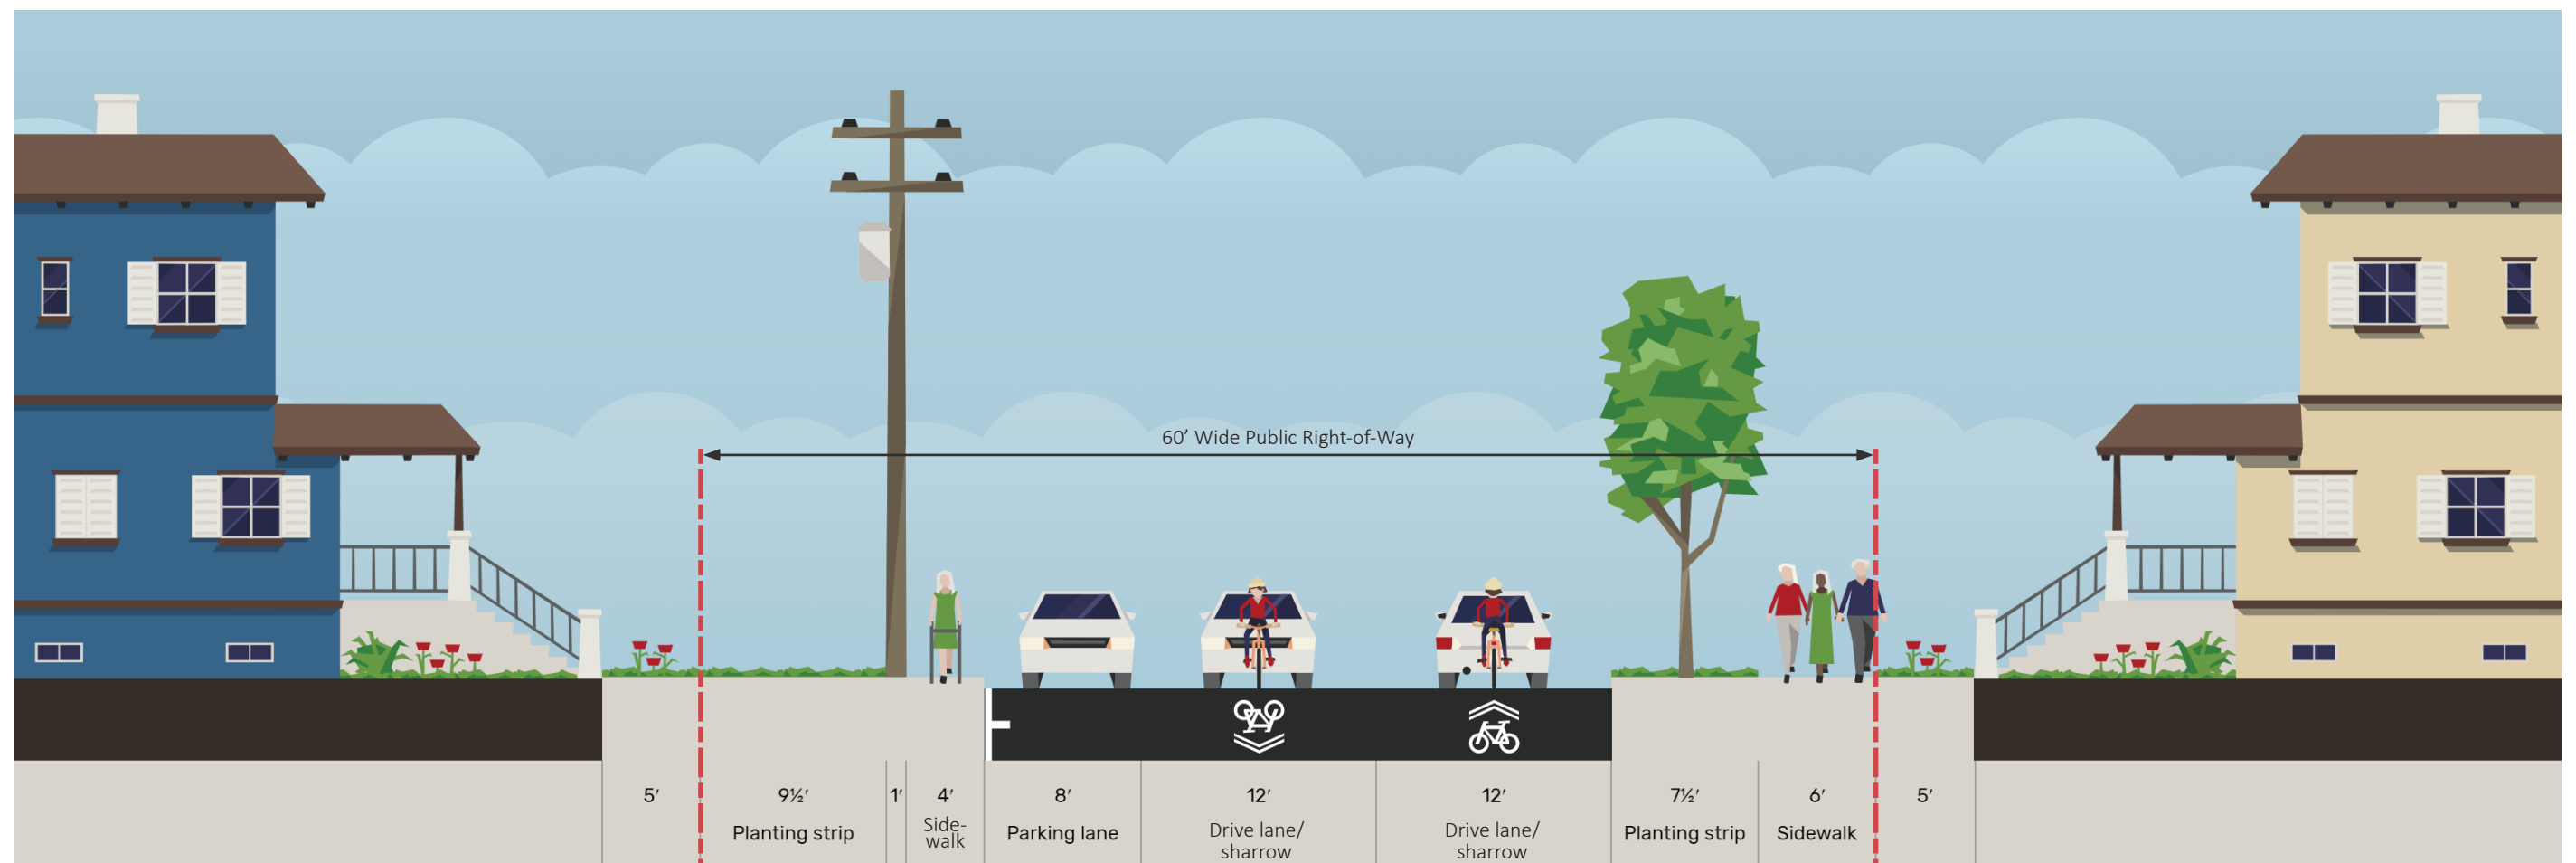 60′ Wide Public Right-of-Way
5′
9½′
1′
4′
8′
12′
12′
7½′
6′
5′
Planting strip
Side-
walk
Parking lane
Drive lane/
sharrow
Drive lane/
sharrow
Planting strip
Sidewalk